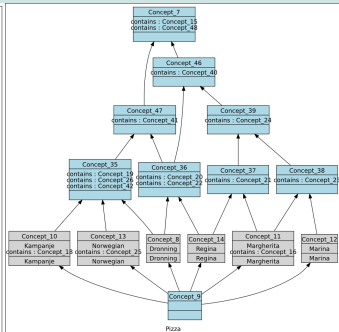 Concept_7
contains : Concept_15
contains : Concept_48
Concept_46
contains : Concept_40
Concept_47
contains : Concept_41
Concept_39
contains : Concept_24
Concept_35
contains : Concept_19
contains : Concept_26
contains : Concept_42
Concept_36
contains : Concept_20
contains : Concept_22
Concept_37
contains : Concept_21
Concept_38
contains : Concept_23
Concept_10
Kampanje
contains : Concept_18
Kampanje
Concept_13
Norwegian
contains : Concept_25
Norwegian
Concept_8
Dronning
Dronning
Concept_14
Regina
Regina
Concept_11
Margherita
contains : Concept_16
Margherita
Concept_12
Marina
Marina
Concept_9
Pizza